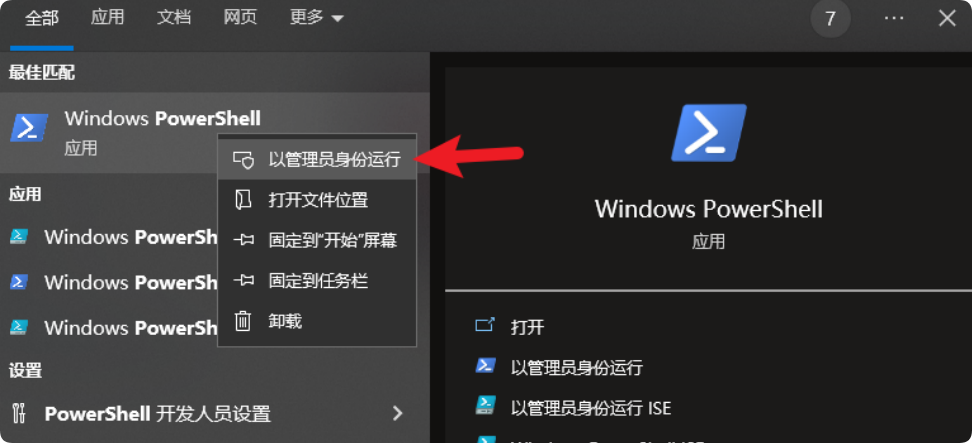 全部 应用 文档 网页 更多 7
最佳匹配
Windows PowerShell
应用
以管理员身份运行
打开文件位置
固定到“开始”屏幕
固定到任务栏
卸载
应用
Windows PowerSh
Windows PowerSh
Windows PowerSh
设置
PowerShell 开发人员设置
Windows PowerShell
应用
打开
以管理员身份运行
以管理员身份运行 ISE